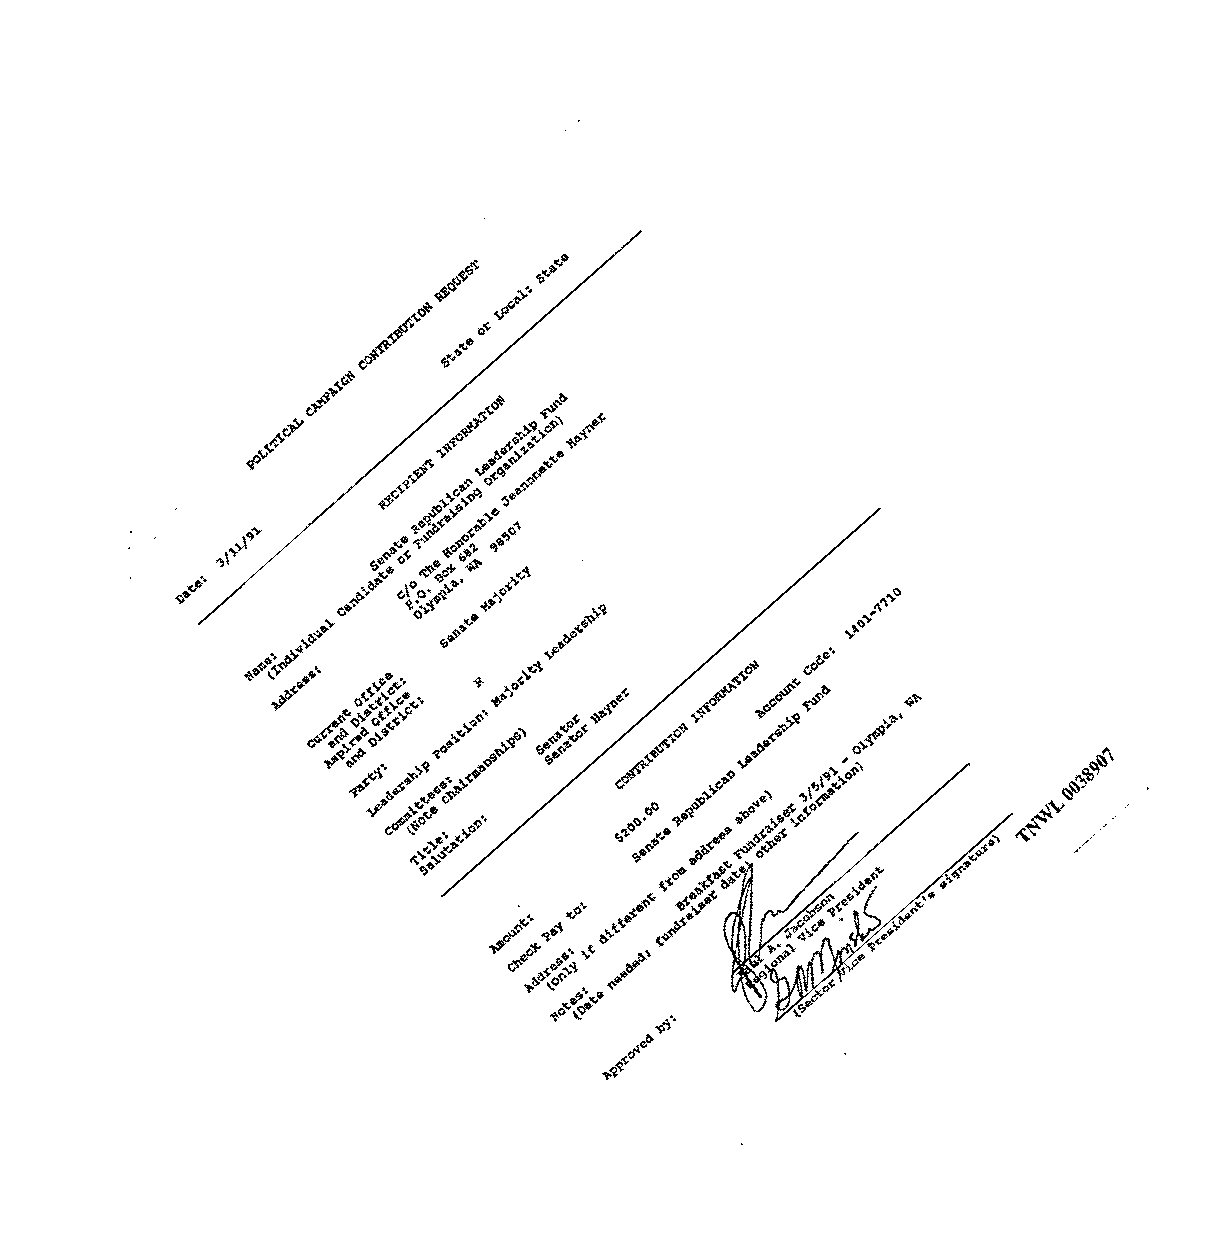 POLITICAL CAMPAIGN CONTRIBUTION REQUEST
Date: 3/11/91 State or Local: State
RECIPIENT INFORMATION
Name: Senate Republican Leadership Fund
(Individual Candidate or Fundraising Organization)
Address: c/o The Honorable Jeannnette Hayner
P.O. Box 682
Olympia, WA 98507
Current Office
and District: Senate Majority
Aspired Office
and District:
Party: R
Leadership Position: Majority Leadership
Committees:
(Note Chairmanships)
Title: Senator
Salutation: Senator Hayner
CONTRIBUTION INFORMATION
Amount: $200.00 Account Code: 1401-7710
Check Pay to: Senate Republican Leadership Fund
Address:
(Only if different from address above)
Notes: Breakfast Fundraiser 3/5/91 - Olympia, WA
(Date needed; fundraiser date, other information)
Approved by:
A. Jacobson
Regional Vice President
(Sector Vice President's signature)
TNWL 0038907